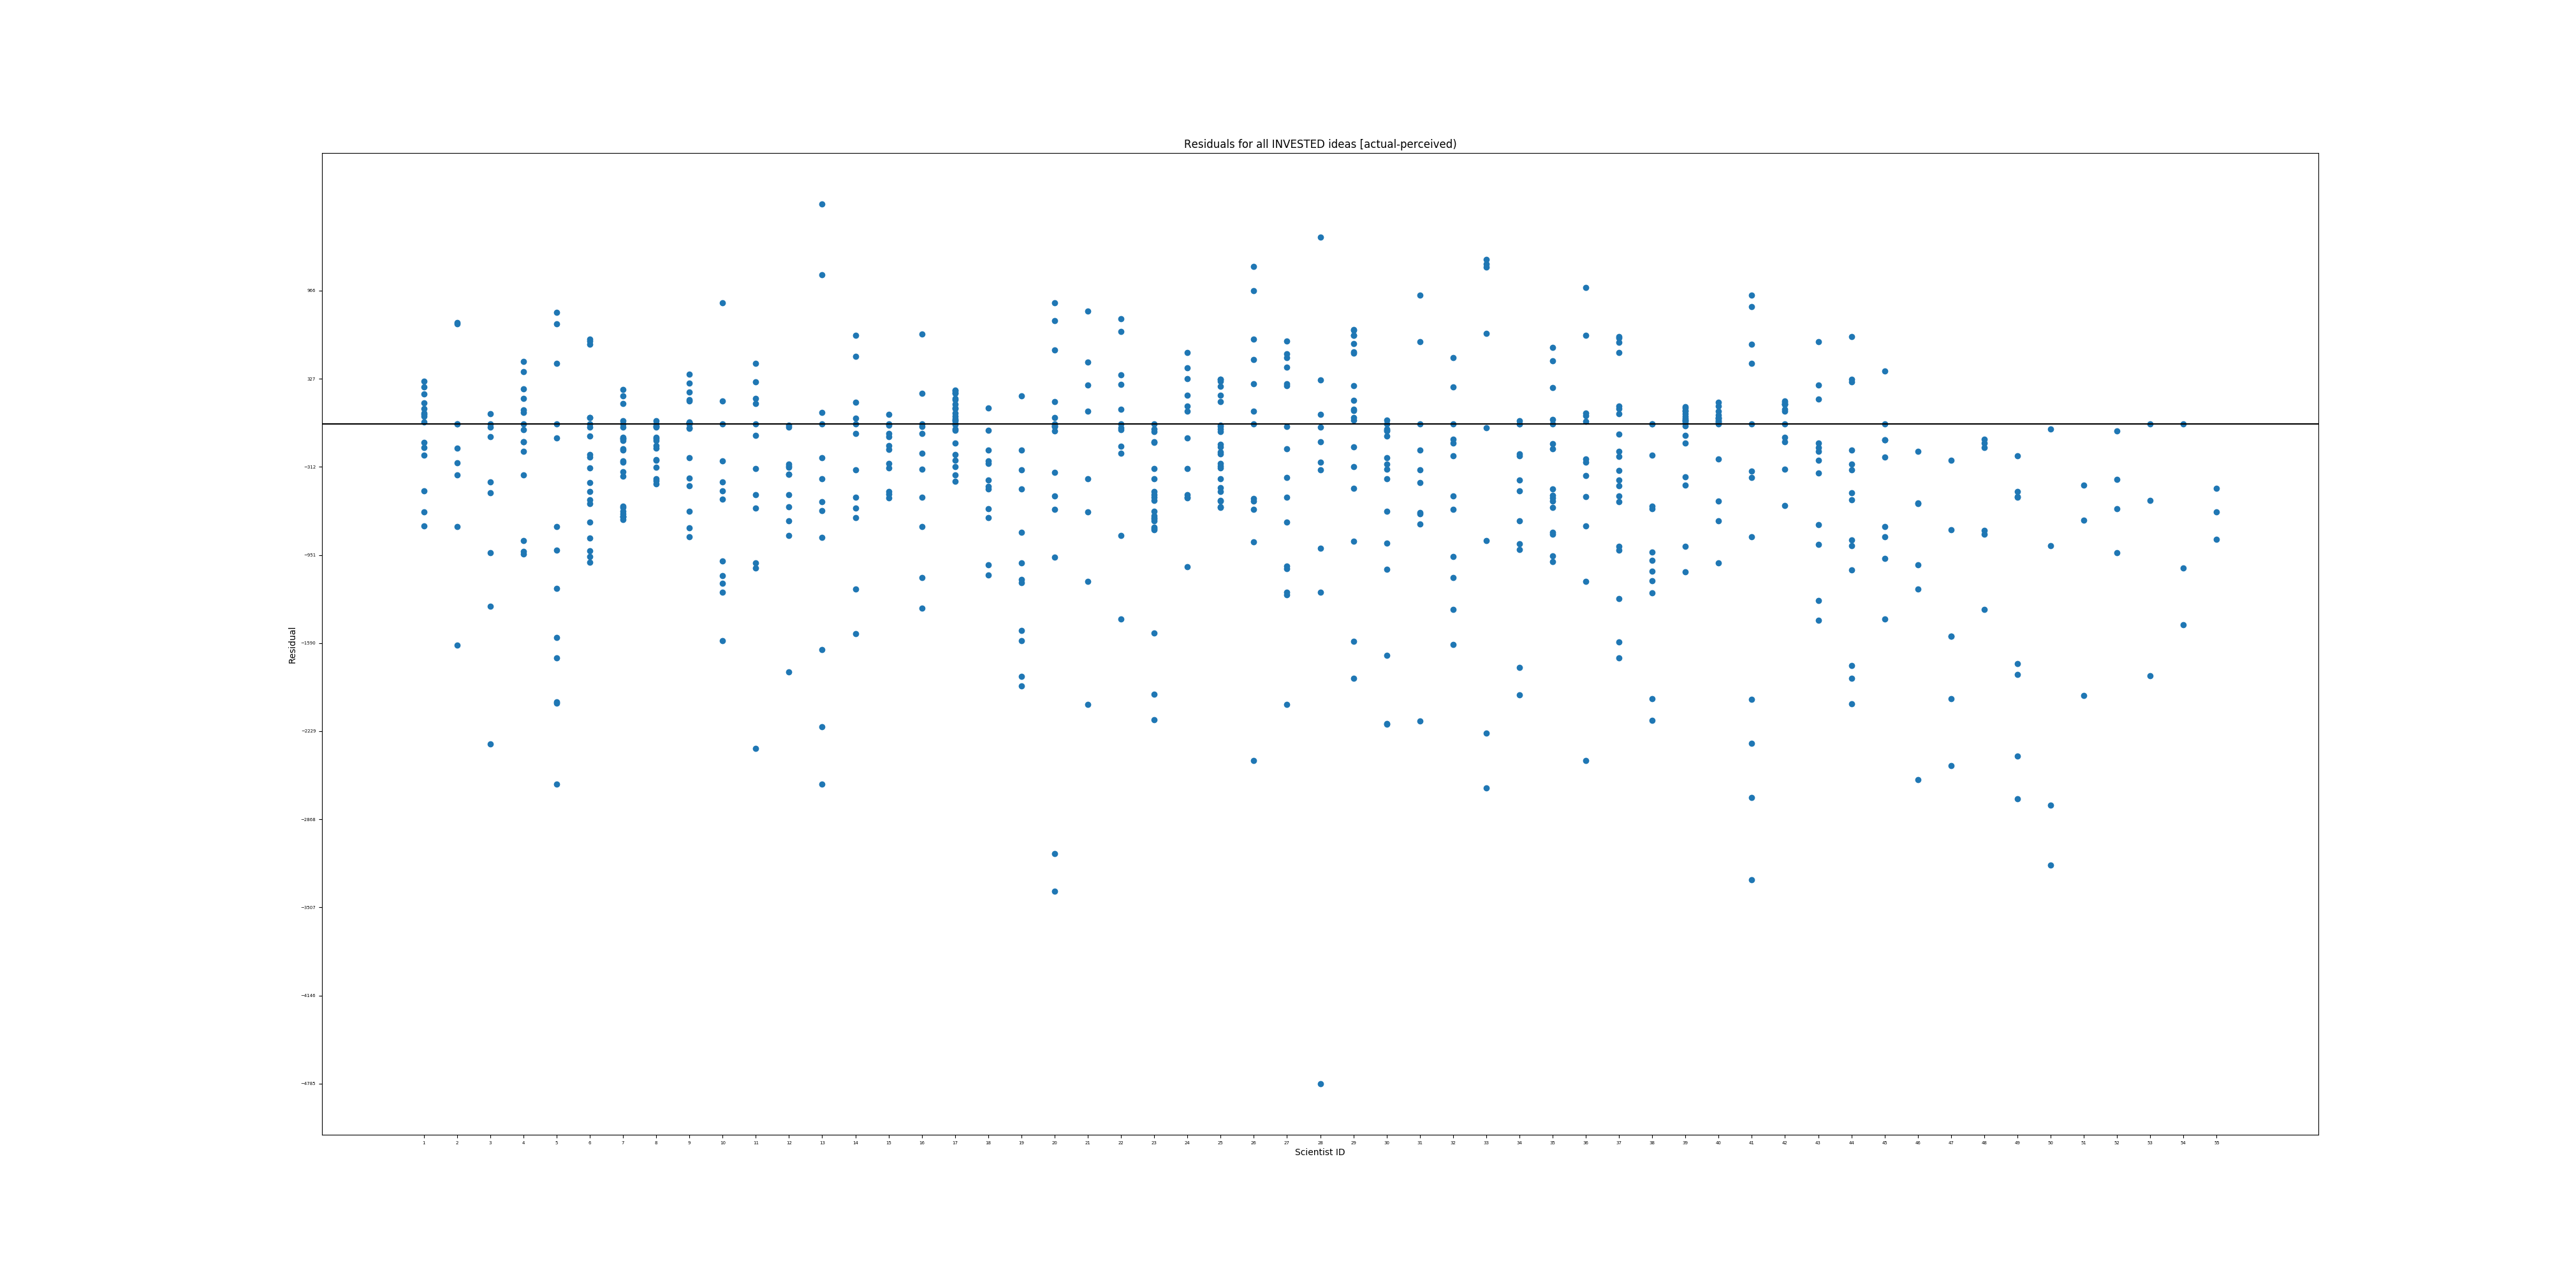 Residuals for all INVESTED ideas [actual-perceived)
966
327
−312
−951
−1590
−2229
−2868
−3507
−4146
−4785
Residual
1 2 3 4 5 6 7 8 9 10 11 12 13 14 15 16 17 18 19 20 21 22 23 24 25 26 27 28 29 30 31 32 33 34 35 36 37 38 39 40 41 42 43 44 45 46 47 48 49 50 51 52 53 54 55
Scientist ID